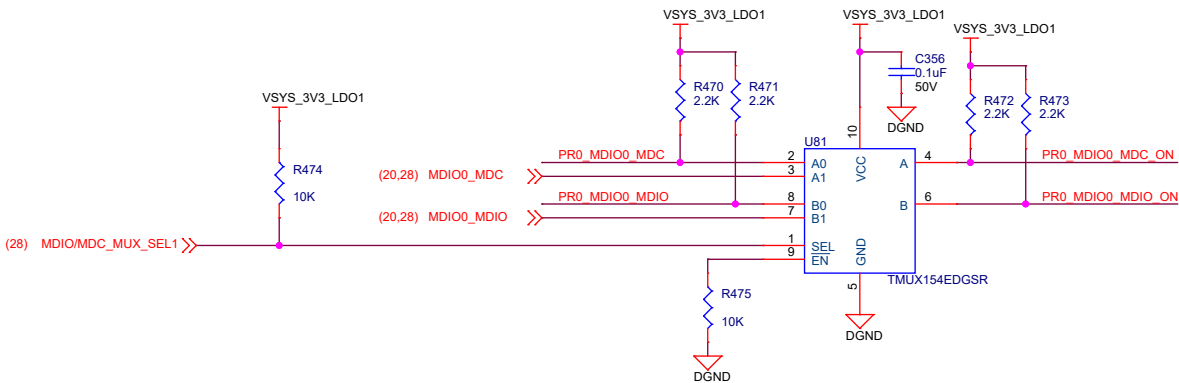 VSYS_3V3_LDO1
VSYS_3V3_LDO1
VSYS_3V3_LDO1
C356
0.1uF
50V
R470
2.2K
R471
2.2K
R472
2.2K
R473
2.2K
VSYS_3V3_LDO1
DGND
10
U81
PR0_MDIO0_MDC
2
A0
VCC
A
4
PR0_MDIO0_MDC_ON
R474
10K
(20,28) MDIO0_MDC
3
A1
PR0_MDIO0_MDIO
8
B0
B
6
PR0_MDIO0_MDIO_ON
(20,28) MDIO0_MDIO
7
B1
(28) MDIO/MDC_MUX_SEL1
1
SEL
GND
9
EN
TMUX154EDGSR
5
R475
10K
DGND
DGND